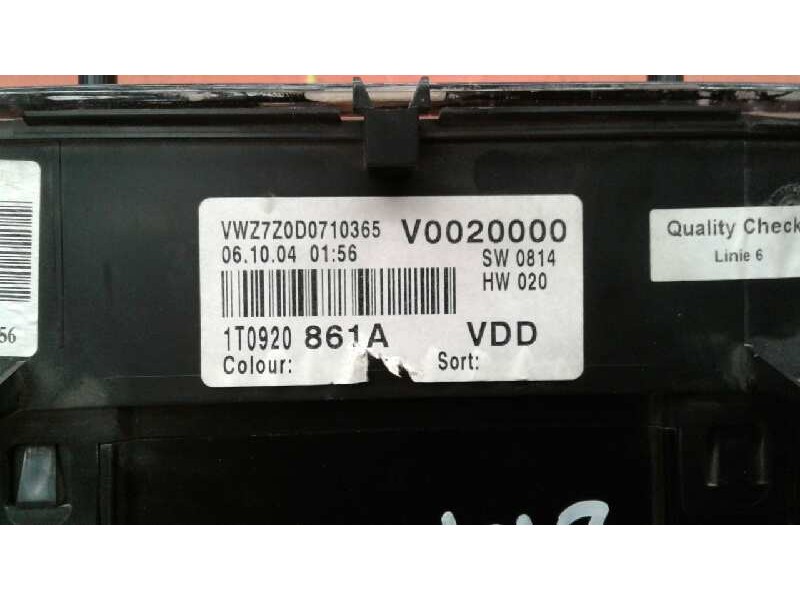 VWZ7Z0D0710365 V0020000
06.10.04 01:56 SW 0814
HW 020
1T0920 861A VDD
Colour: Sort:
Quality Check
Linie 6
56